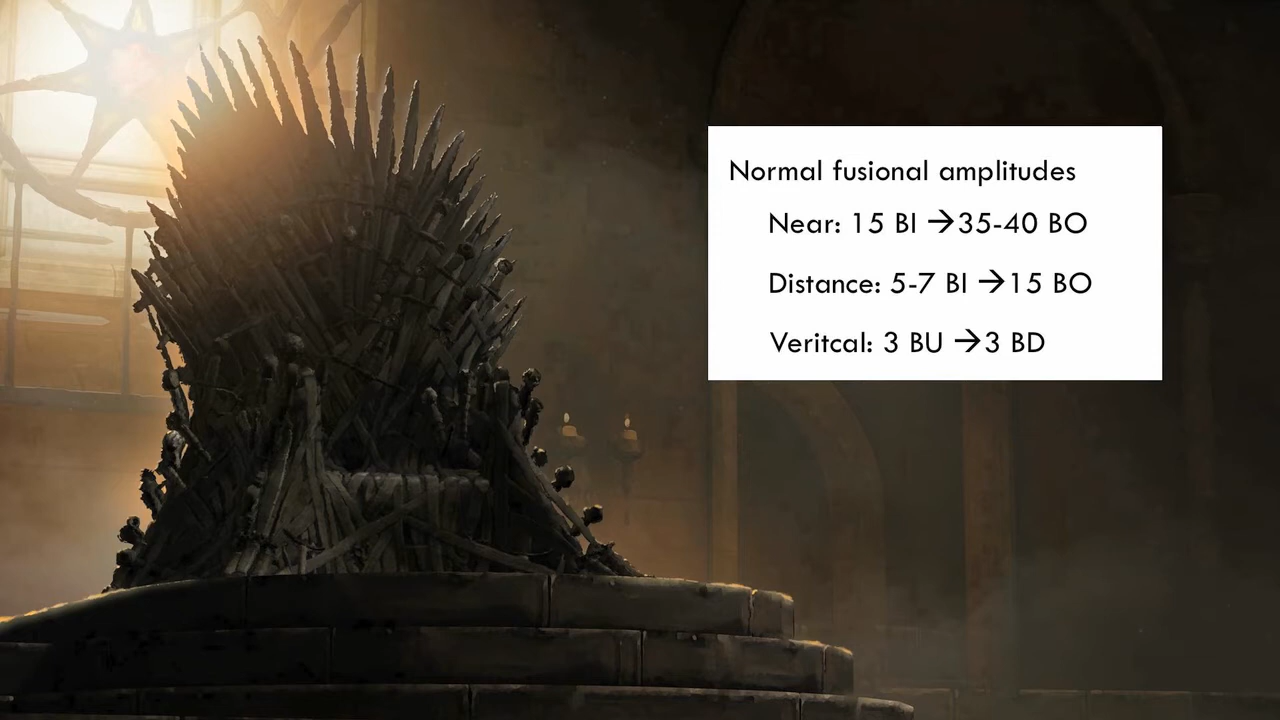 Normal fusional amplitudes
Near: 15 BI →35-40 BO
Distance: 5-7 BI →15 BO
Veritcal: 3 BU →3 BD